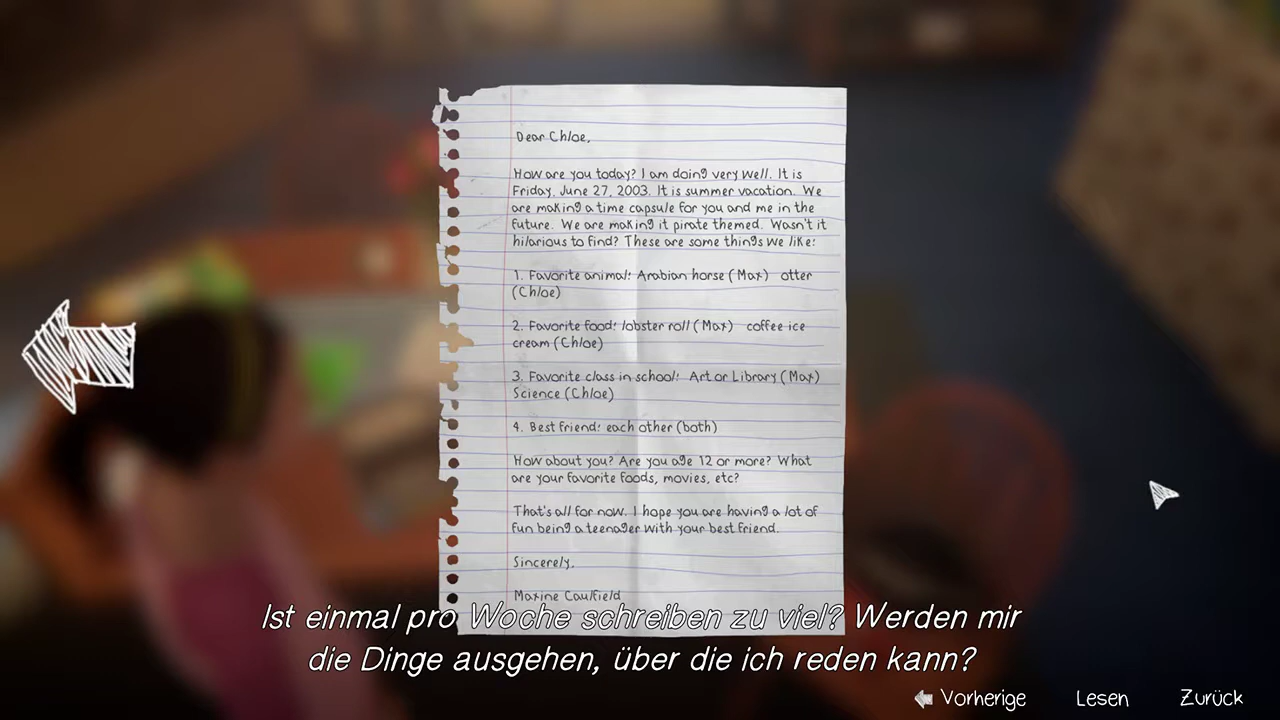 Dear Chloe,
How are you today? I am doing very well. It is
Friday, June 27, 2003. It is summer vacation. We
are making a time capsule for you and me in the
future. We are making it pirate themed. Wasn't it
hilarious to find? These are some things we like:
1. Favorite animal: Arabian horse (Max) otter
(Chloe)
2. Favorite food: lobster roll (Max) coffee ice
cream (Chloe)
3. Favorite class in school: Art or Library (Max)
Science (Chloe)
4. Best friend: each other (both)
How about you? Are you age 12 or more? What
are your favorite foods, movies, etc?
That's all for now. I hope you are having a lot of
fun being a teenager with your best friend.
Sincerely,
Maxine Caulfield
Ist einmal pro Woche schreiben zu viel? Werden mir
die Dinge ausgehen, über die ich reden kann?
Vorherige Lesen Zurück